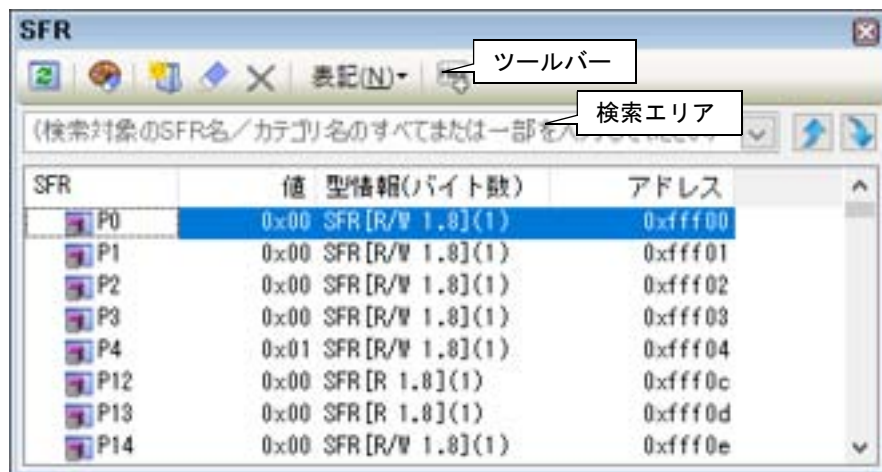 SFR
表記(N)▾
ツールバー
検索エリア
(検索対象のSFR名／カテゴリ名のすべてまたは一部を
SFR 値 型情報(バイト数) アドレス
P0 0x00 SFR[R/W 1.8](1) 0xfff00
P1 0x00 SFR[R/W 1.8](1) 0xfff01
P2 0x00 SFR[R/W 1.8](1) 0xfff02
P3 0x00 SFR[R/W 1.8](1) 0xfff03
P4 0x01 SFR[R/W 1.8](1) 0xfff04
P12 0x00 SFR[R 1.8](1) 0xfff0c
P13 0x00 SFR[R 1.8](1) 0xfff0d
P14 0x00 SFR[R/W 1.8](1) 0xfff0e